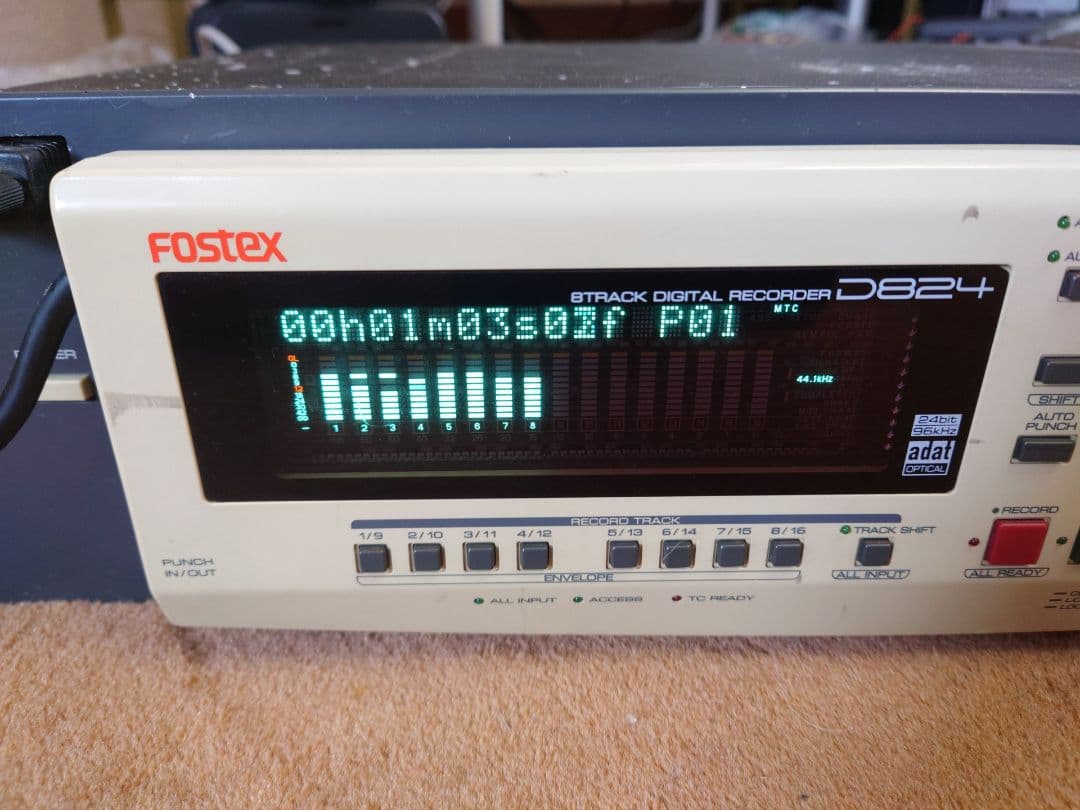 FOSTEX
8TRACK DIGITAL RECORDER D824
MTC
00h01m03s02f P01
OL
44.1kHz
1 2 3 4 5 6 7 8
24bit
96kHz
adat
OPTICAL
SHIFT
AUTO
PUNCH
RECORD TRACK
1/9 2/10 3/11 4/12 5/13 6/14 7/15 8/16
TRACK SHIFT
RECORD
ENVELOPE
ALL INPUT
ALL READY
PUNCH
IN/OUT
ALL INPUT ACCESS TC READY